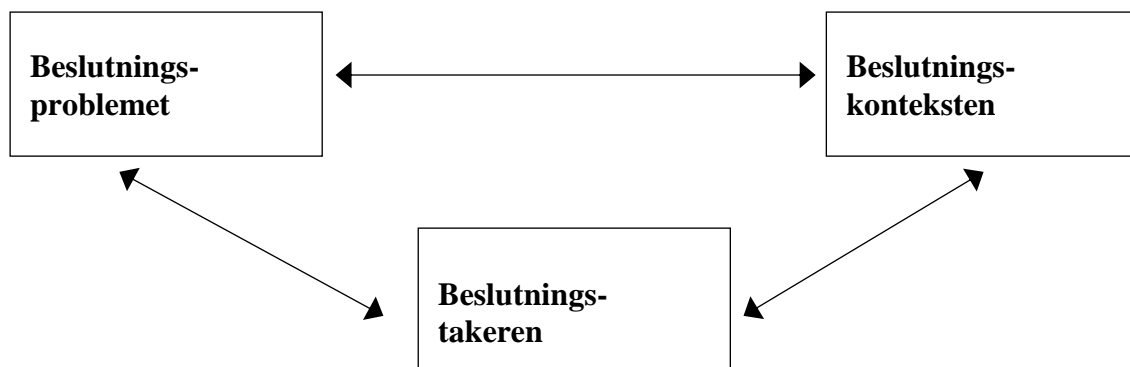 Beslutnings-
problemet
Beslutnings-
konteksten
Beslutnings-
takeren